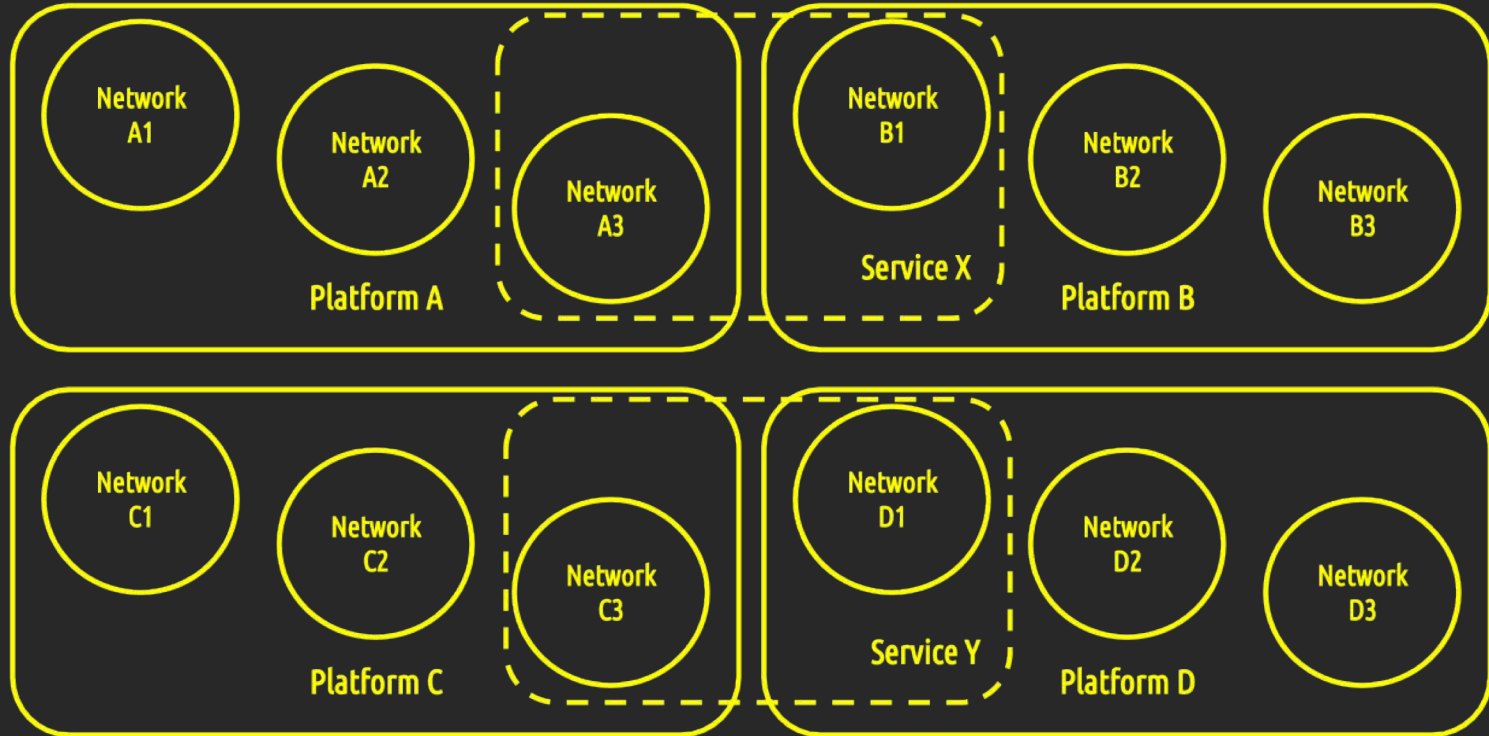 Network
A1
Network
A2
Network
A3
Platform A
Network
B1
Service X
Network
B2
Network
B3
Platform B
Network
C1
Network
C2
Network
C3
Platform C
Network
D1
Service Y
Network
D2
Network
D3
Platform D